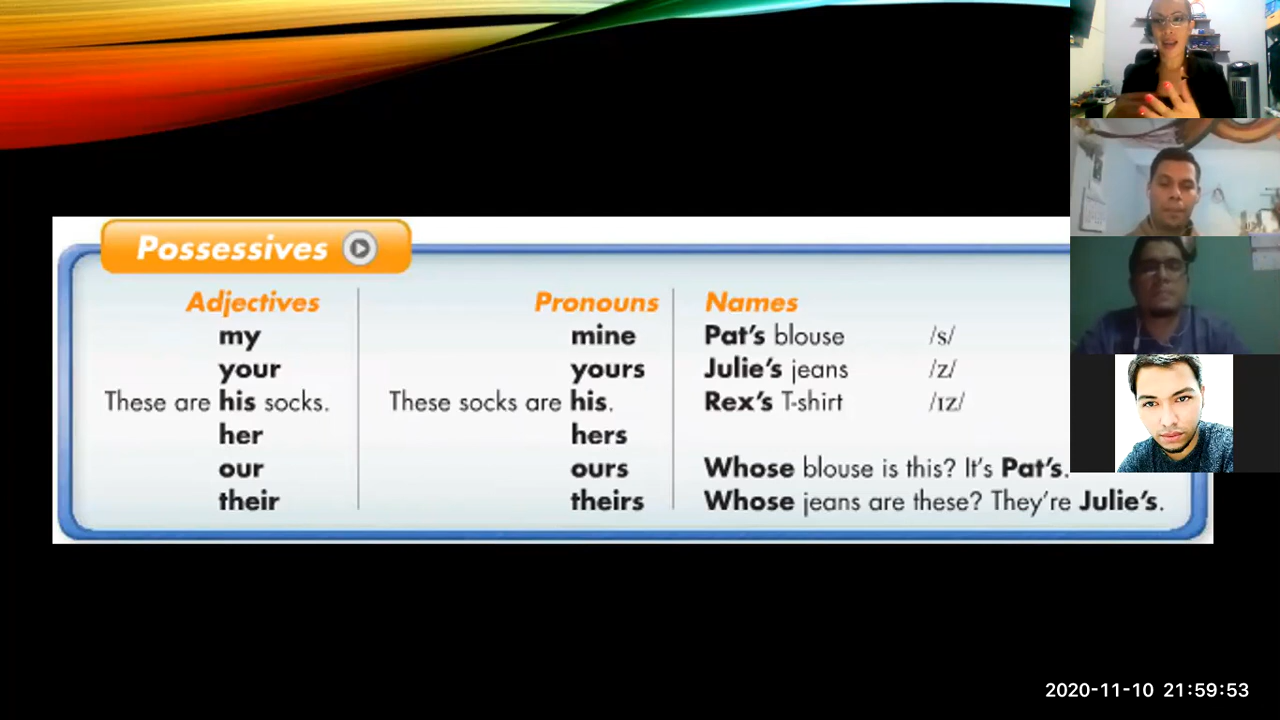 Possessives
Adjectives Pronouns Names
my mine Pat's blouse /s/
your yours Julie's jeans /z/
These are his socks. These socks are his. Rex's T-shirt /ɪz/
her hers
our ours Whose blouse is this? It's Pat's.
their theirs Whose jeans are these? They're Julie's.
2020-11-10 21:59:53